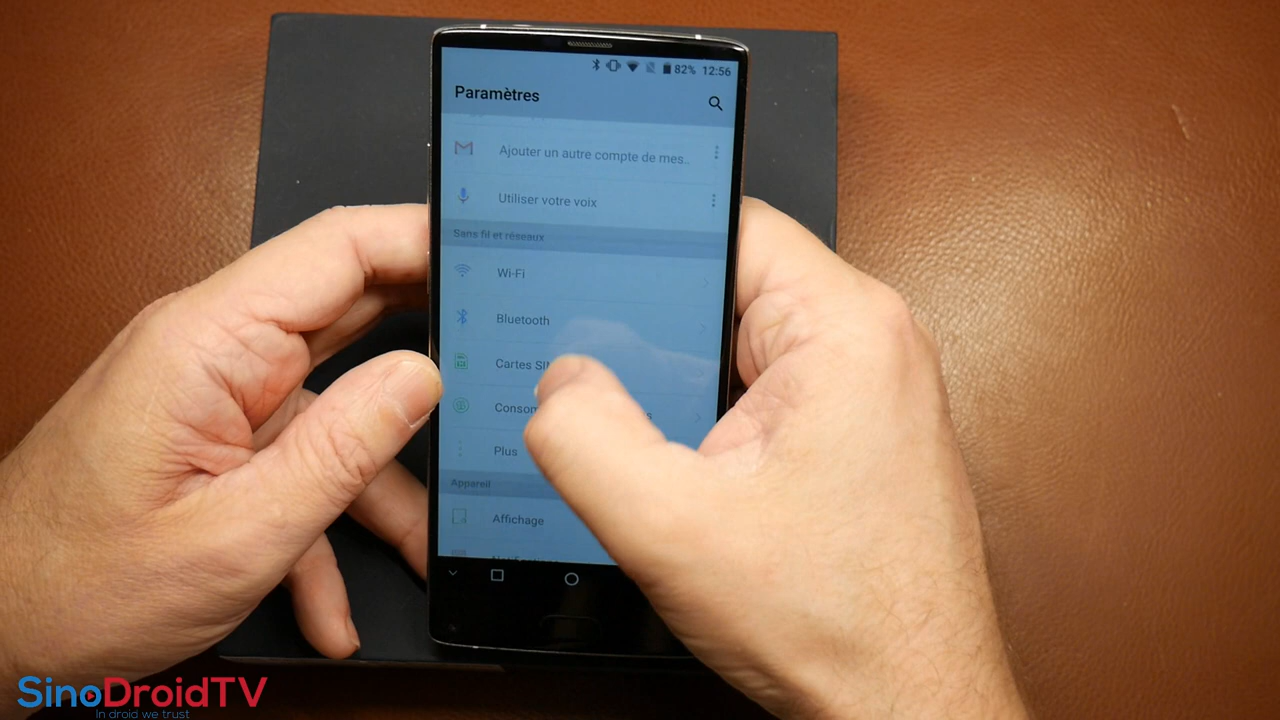 82% 12:56
Paramètres
Ajouter un autre compte de mes..
Utiliser votre voix
Sans fil et réseaux
Wi-Fi
Bluetooth
Cartes
Plus
Appareil
Affichage
SinoDroidTV
In droid we trust